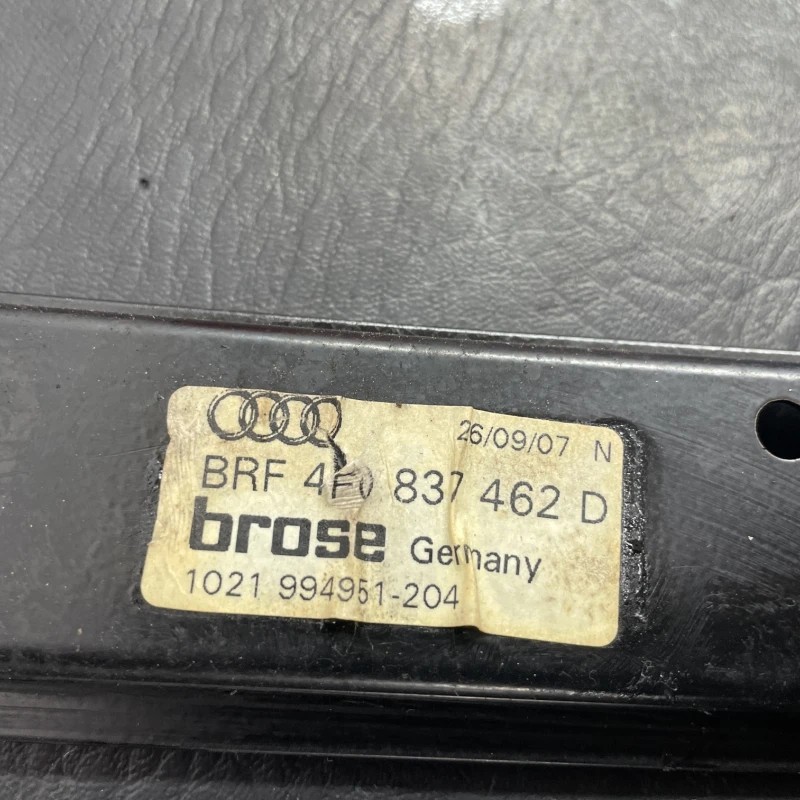 26/09/07 N
BRF 4F0 837 462 D
brose Germany
1021 994951-204